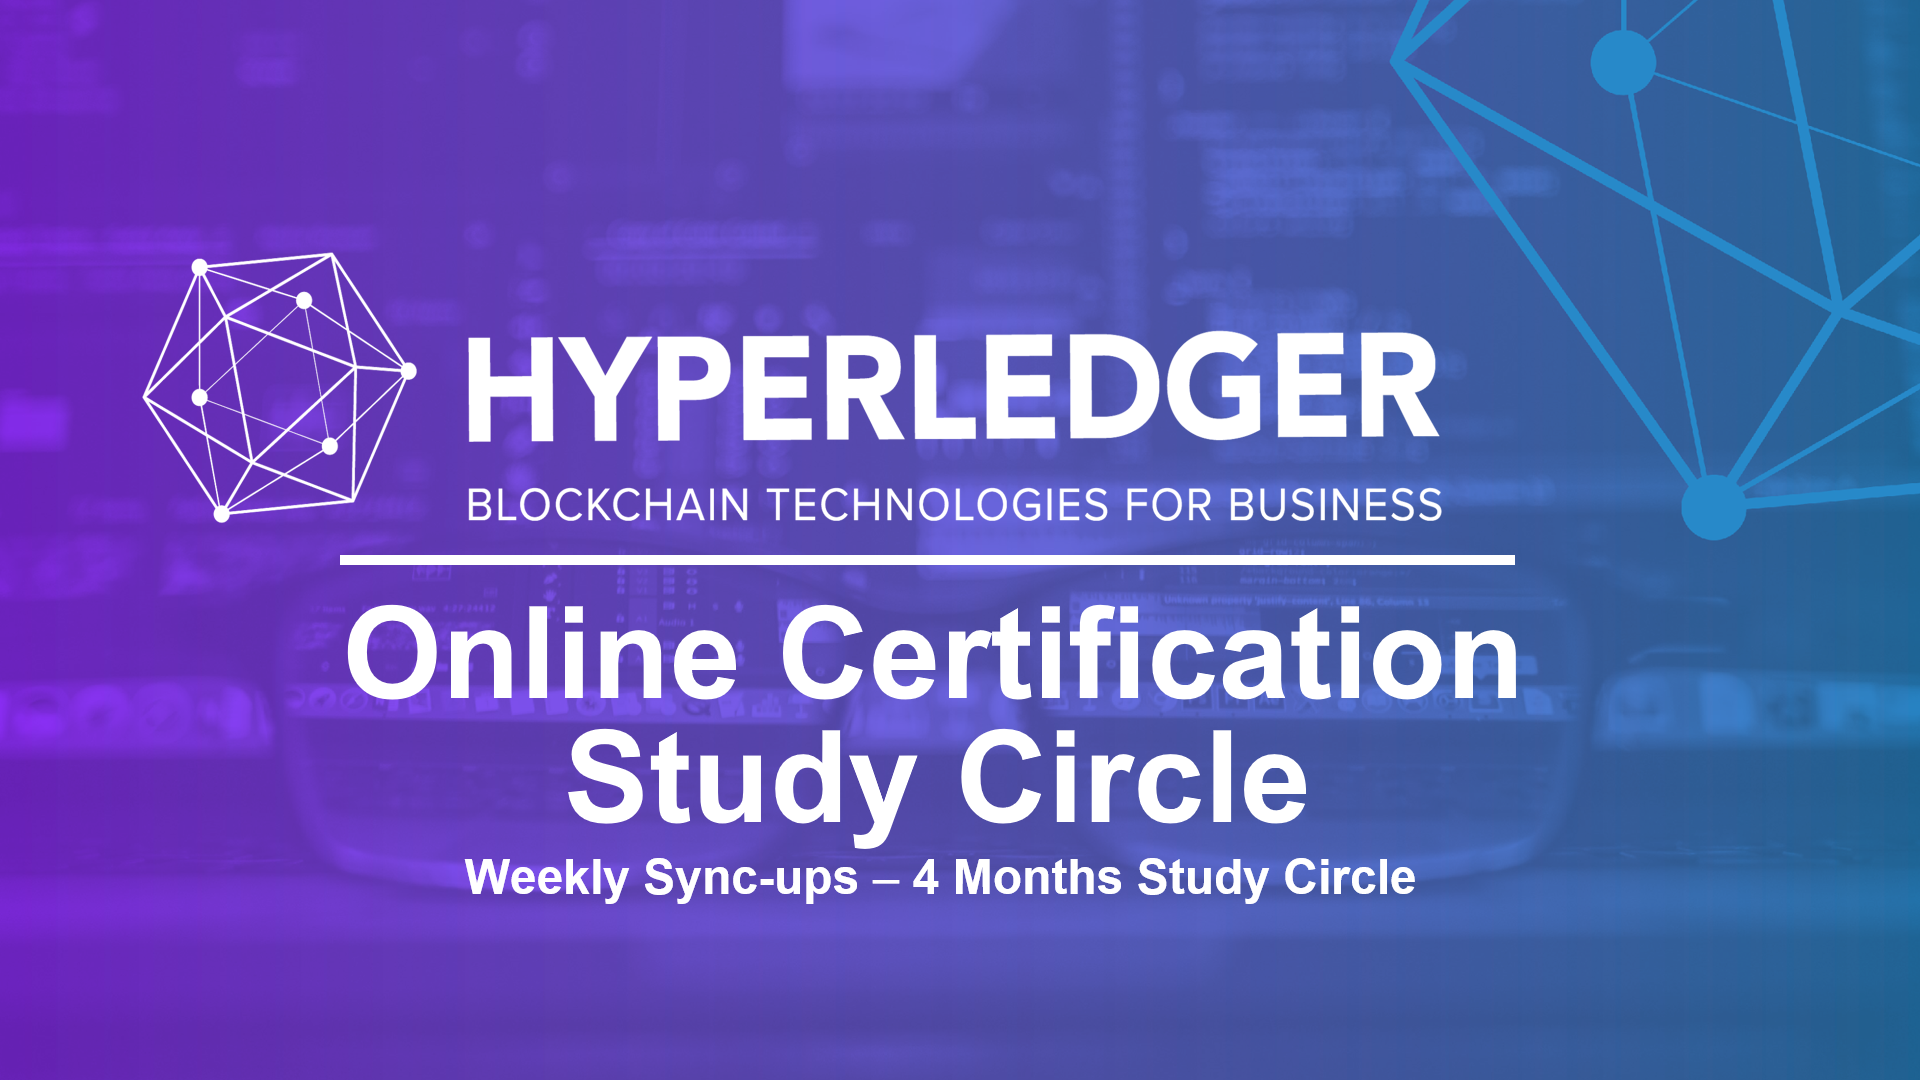 HYPERLEDGER
BLOCKCHAIN TECHNOLOGIES FOR BUSINESS
Online Certification
Study Circle
Weekly Sync-ups – 4 Months Study Circle